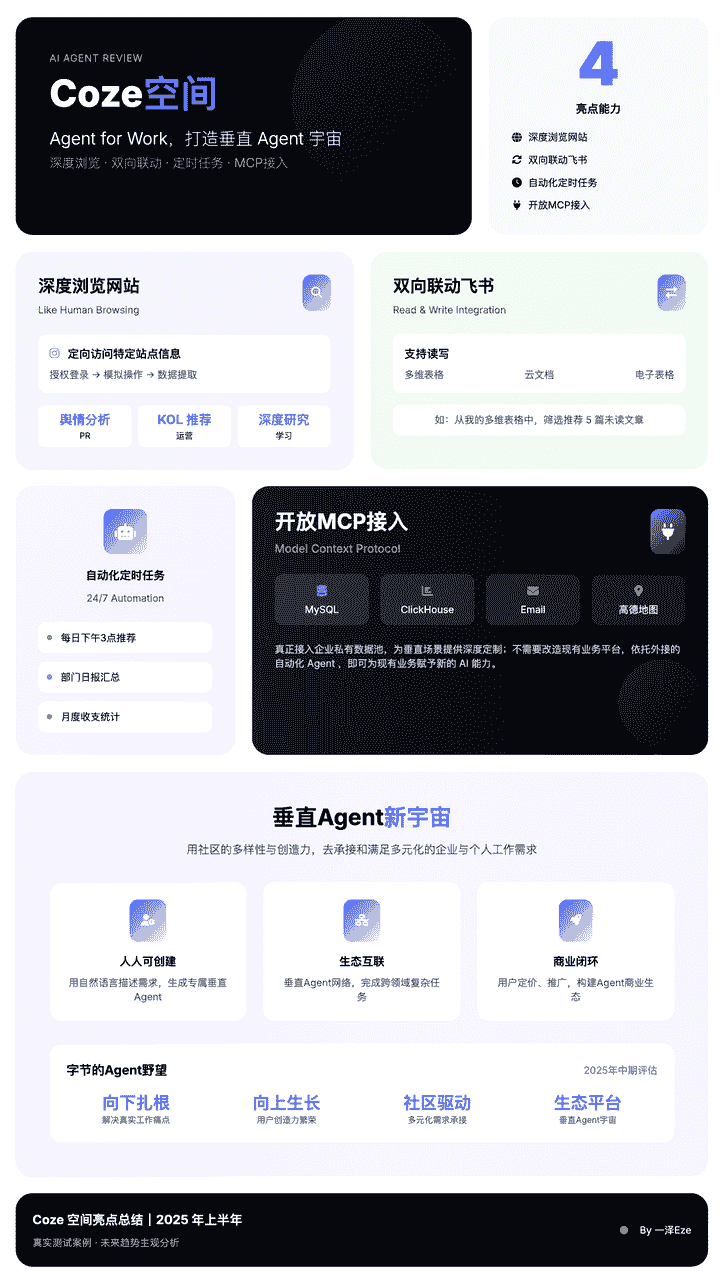 AI AGENT REVIEW
Coze空间
Agent for Work，打造垂直 Agent 宇宙
深度浏览 · 双向联动 · 定时任务 · MCP接入
4
亮点能力
深度浏览网站
双向联动飞书
自动化定时任务
开放MCP接入
深度浏览网站
Like Human Browsing
定向访问特定站点信息
授权登录 → 模拟操作 → 数据提取
舆情分析
PR
KOL 推荐
运营
深度研究
学习
双向联动飞书
Read & Write Integration
支持读写
多维表格
云文档
电子表格
如：从我的多维表格中，筛选推荐 5 篇未读文章
自动化定时任务
24/7 Automation
每日下午3点推荐
部门日报汇总
月度收支统计
开放MCP接入
Model Context Protocol
MySQL
ClickHouse
Email
高德地图
真正接入企业私有数据池，为垂直场景提供深度定制；不需要改造现有业务平台，依托外接的
自动化 Agent ，即可为现有业务赋予新的 AI 能力。
垂直Agent新宇宙
用社区的多样性与创造力，去承接和满足多元化的企业与个人工作需求
人人可创建
用自然语言描述需求，生成专属垂直
Agent
生态互联
垂直Agent网络，完成跨领域复杂任
务
商业闭环
用户定价、推广，构建Agent商业生
态
字节的Agent野望
2025年中期评估
向下扎根
解决真实工作痛点
向上生长
用户创造力繁荣
社区驱动
多元化需求承接
生态平台
垂直Agent宇宙
Coze 空间亮点总结｜2025 年上半年
真实测试案例 · 未来趋势主观分析
By 一泽Eze